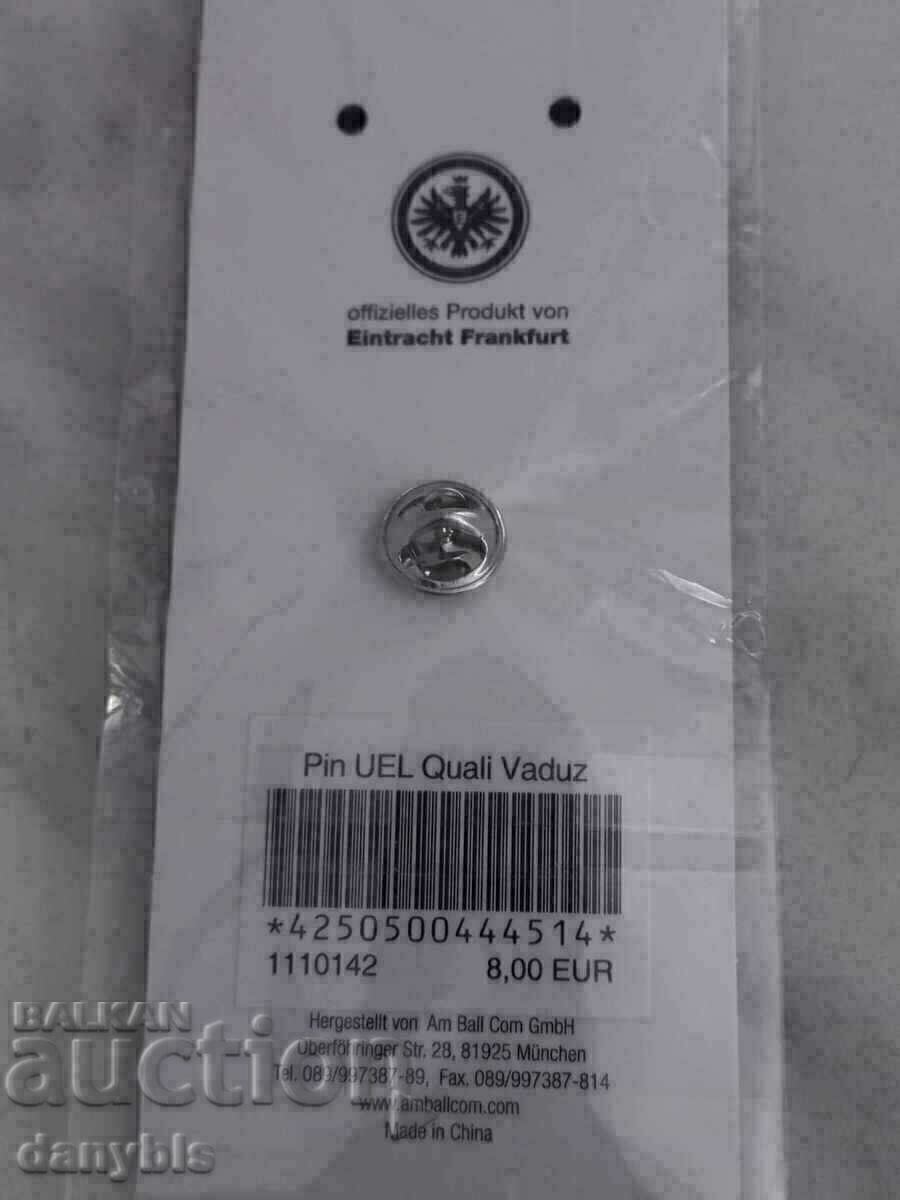 offizielles Produkt von
Eintracht Frankfurt
Pin UEL Quali Vaduz
*4250500444514*
1110142 8,00 EUR
Hergestellt von Am Ball Com GmbH
Oberföhringer Str. 28, 81925 München
Tel. 089/997387-89, Fax. 089/997387-814
www.amballcom.com
Made in China
BALKAN
auction
danybls